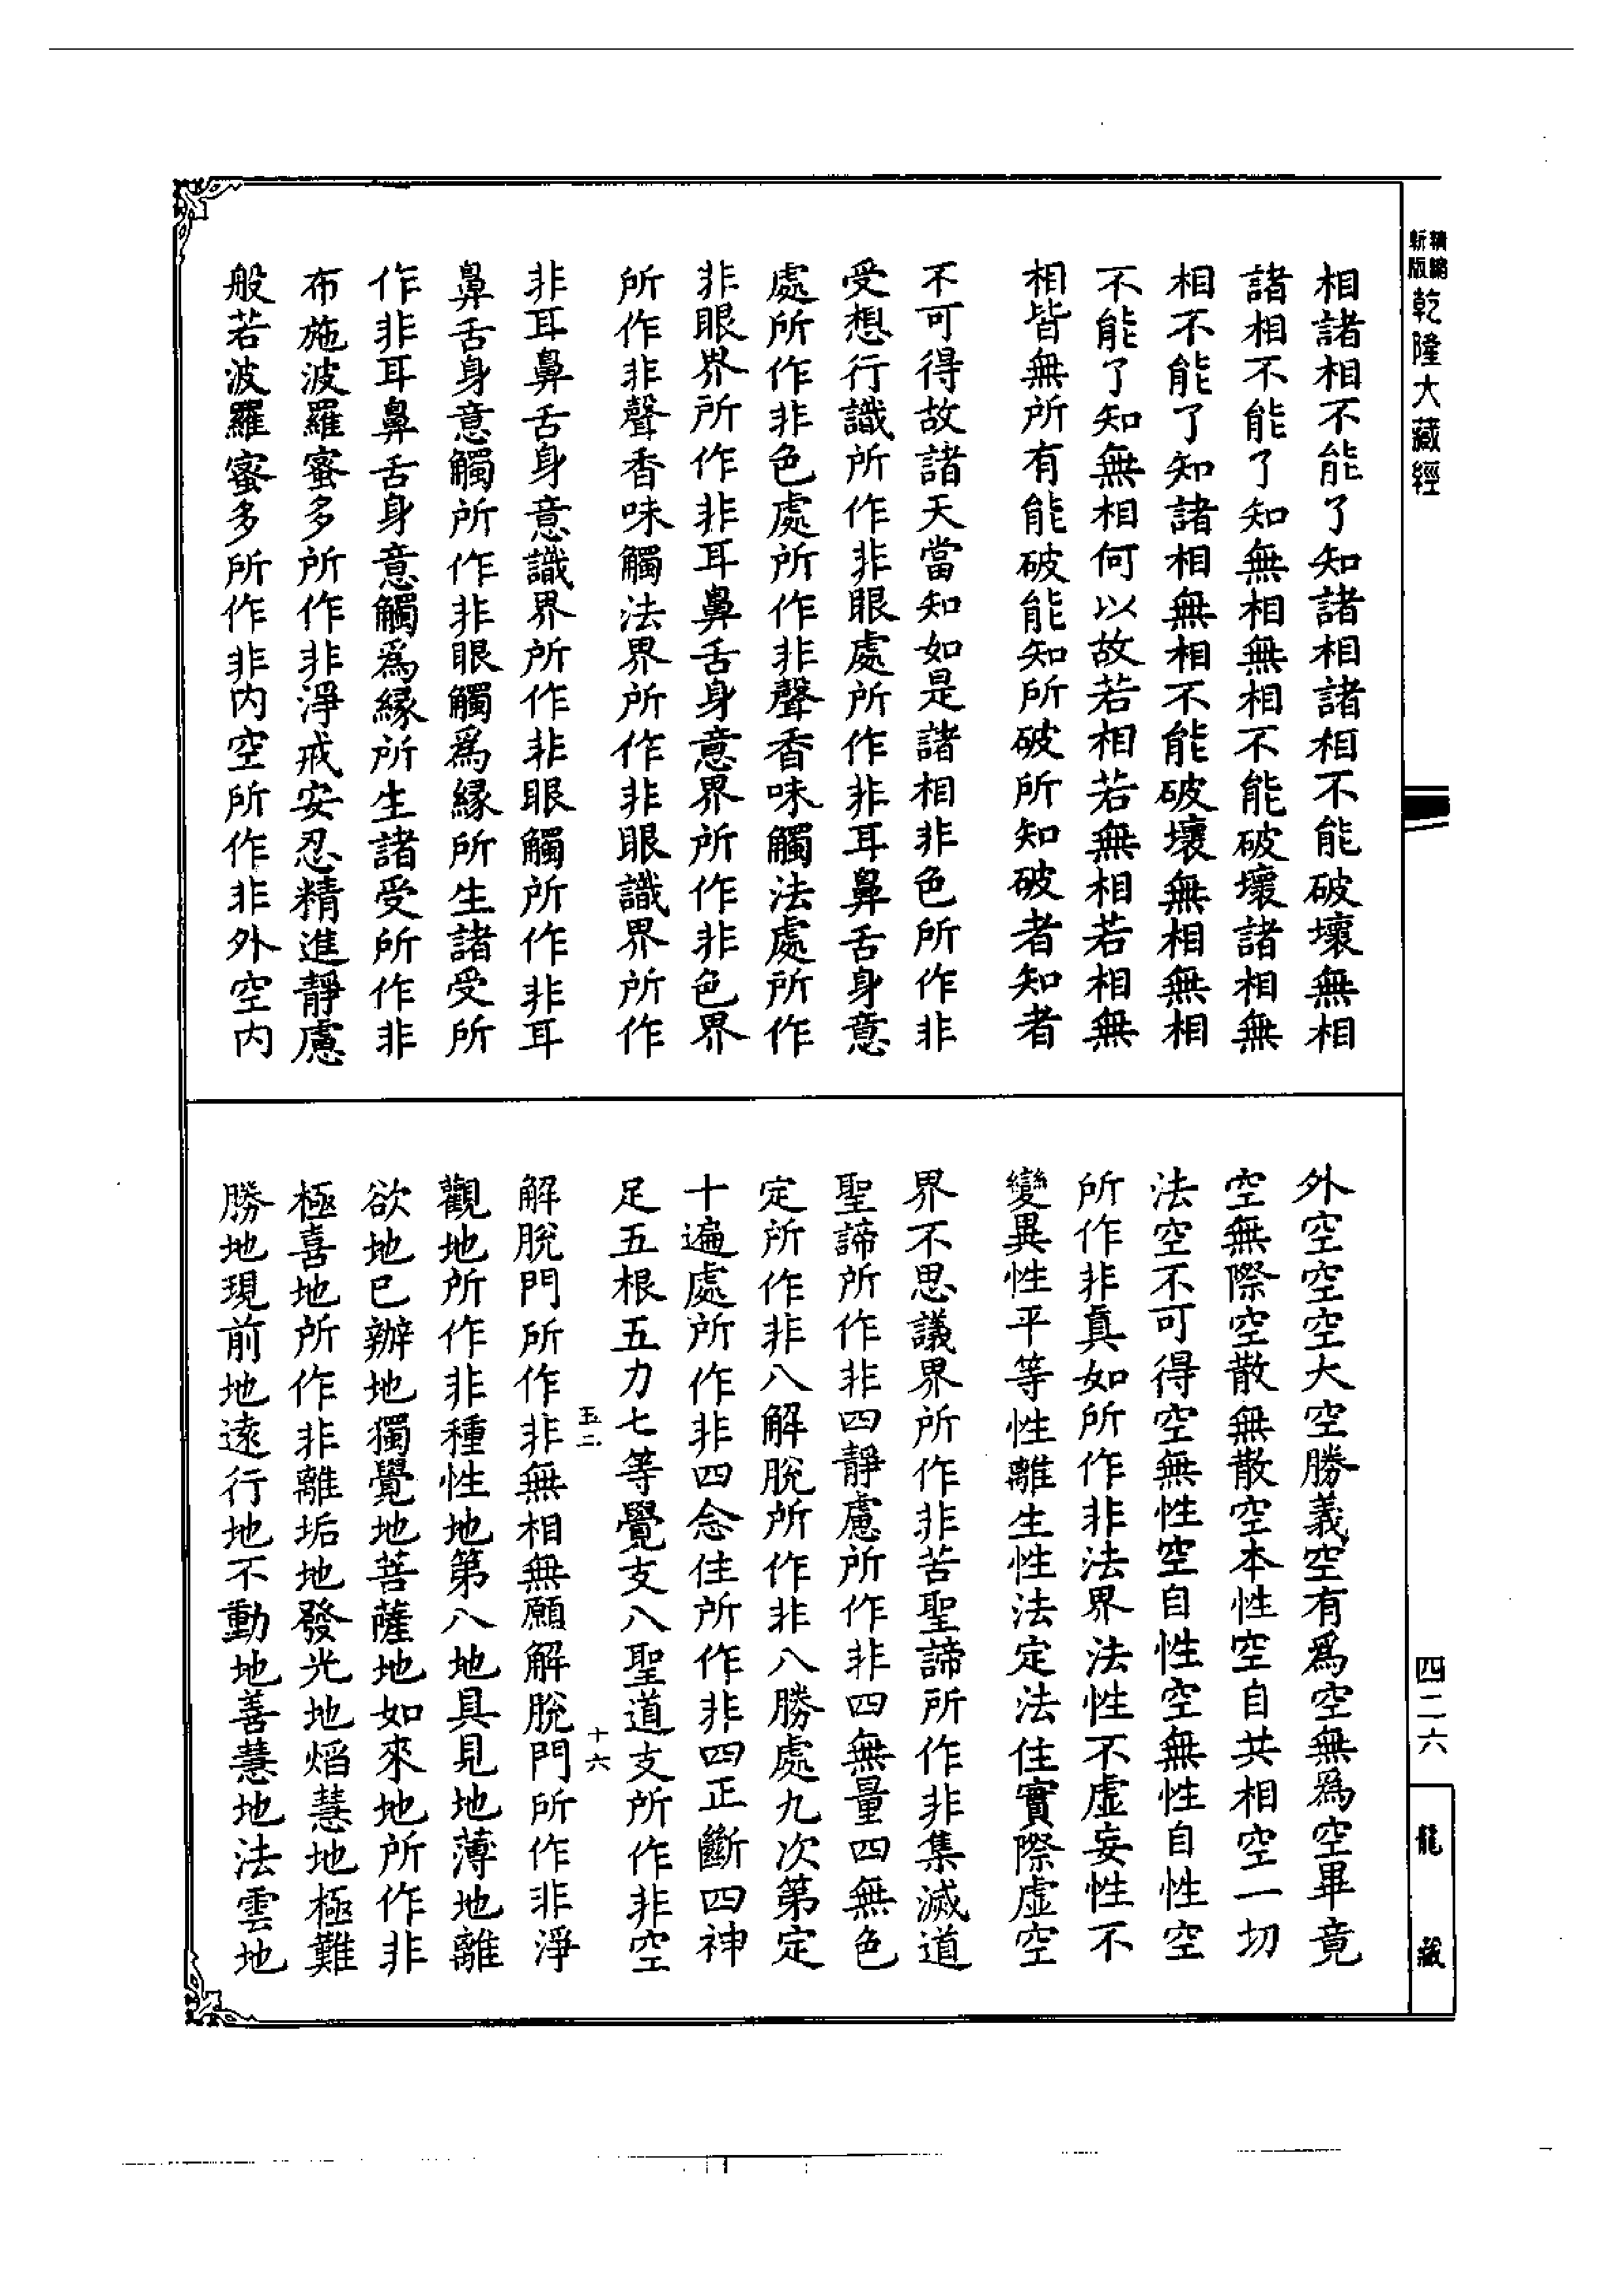 精編新版乾隆大藏經
相諸相不能了知諸相諸相不能破壞無相
諸相不能了知無相無相不能破壞諸相無
相不能了知諸相無相不能破壞無相無相
不能了知無相何以故若相若無相若相無
相皆無所有能破能知所破所知破者知者
不可得故諸天當知如是諸相非色所作非
受想行識所作非眼處所作非耳鼻舌身意
處所作非色處所作非聲香味觸法處所作
非眼界所作非耳鼻舌身意界所作非色界
所作非聲香味觸法界所作非眼識界所作
非耳鼻舌身意識界所作非眼觸所作非耳
鼻舌身意觸所作非眼觸爲緣所生諸受所
作非耳鼻舌身意觸爲緣所生諸受所作非
布施波羅蜜多所作非淨戒安忍精進靜慮
般若波羅蜜多所作非內空所作非外空內
外空空空大空勝義空有爲空無爲空畢竟
空無際空散無散空本性空自共相空一切
法空不可得空無性空自性空無性自性空
所作非真如所作非法界法性不虛妄性不
變異性平等性離生性法定法住實際虛空
界不思議界所作非苦聖諦所作非集滅道
聖諦所作非四靜慮所作非四無量四無色
定所作非八解脫所作非八勝處九次第定
十遍處所作非四念住所作非四正斷四神
足五根五力七等覺支八聖道支所作非空
五二 十六
解脫門所作非無相無願解脫門所作非淨
觀地所作非種性地第八地具見地薄地離
欲地已辦地獨覺地菩薩地如來地所作非
極喜地所作非離垢地發光地焰慧地極難
勝地現前地遠行地不動地善慧地法雲地
四二六
龍藏